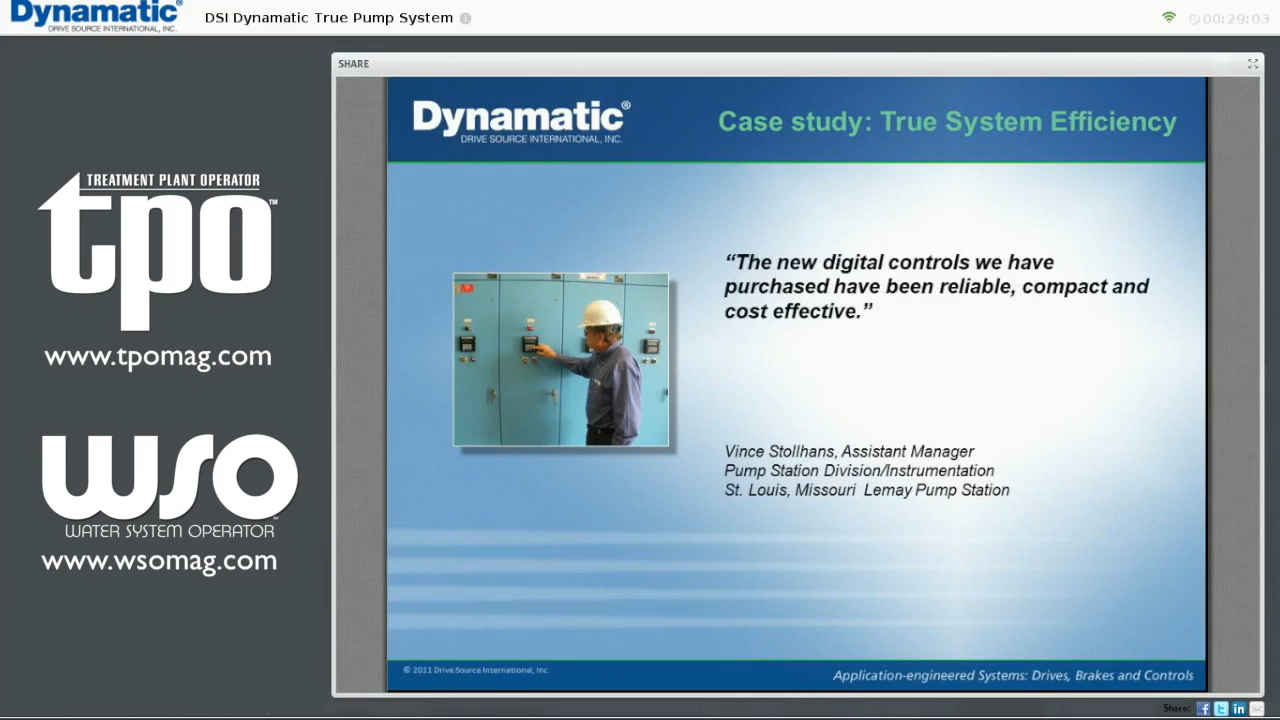 Dynamatic®
DRIVE SOURCE INTERNATIONAL, INC.
DSI Dynamatic True Pump System
00:29:03
SHARE
TREATMENT PLANT OPERATOR
tpo™
www.tpomag.com
wso
WATER SYSTEM OPERATOR
www.wsomag.com
Dynamatic®
DRIVE SOURCE INTERNATIONAL, INC.
Case study: True System Efficiency
“The new digital controls we have
purchased have been reliable, compact and
cost effective.”
Vince Stollhans, Assistant Manager
Pump Station Division/Instrumentation
St. Louis, Missouri Lemay Pump Station
© 2011 Drive Source International, Inc.
Application-engineered Systems: Drives, Brakes and Controls
Share: